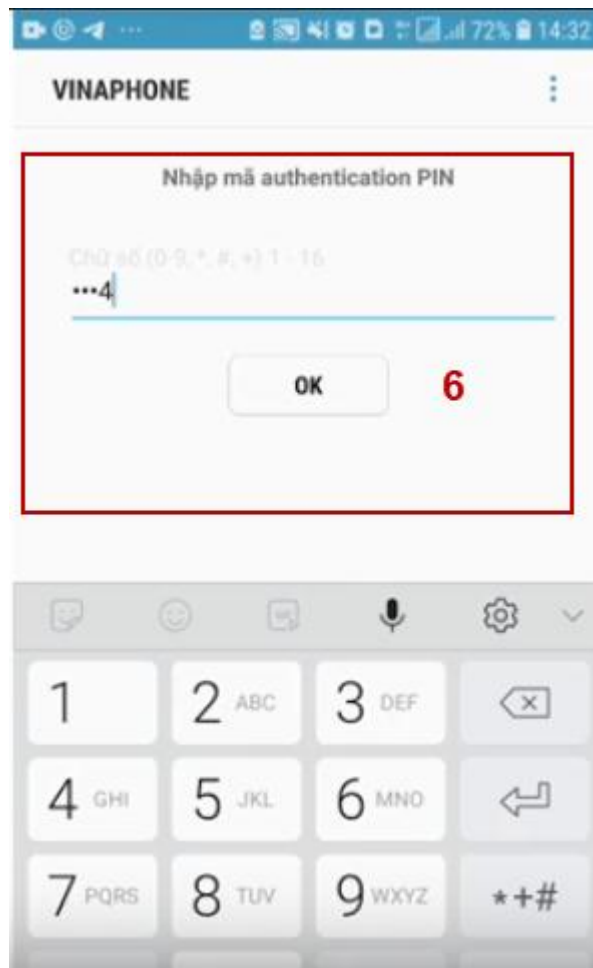 72% 14:32
VINAPHONE
Nhập mã authentication PIN
Chữ số (0-9, *, #, +) 1 - 16
•••4
OK
6
1
2 ABC
3 DEF
4 GHI
5 JKL
6 MNO
7 PQRS
8 TUV
9 WXYZ
*+#